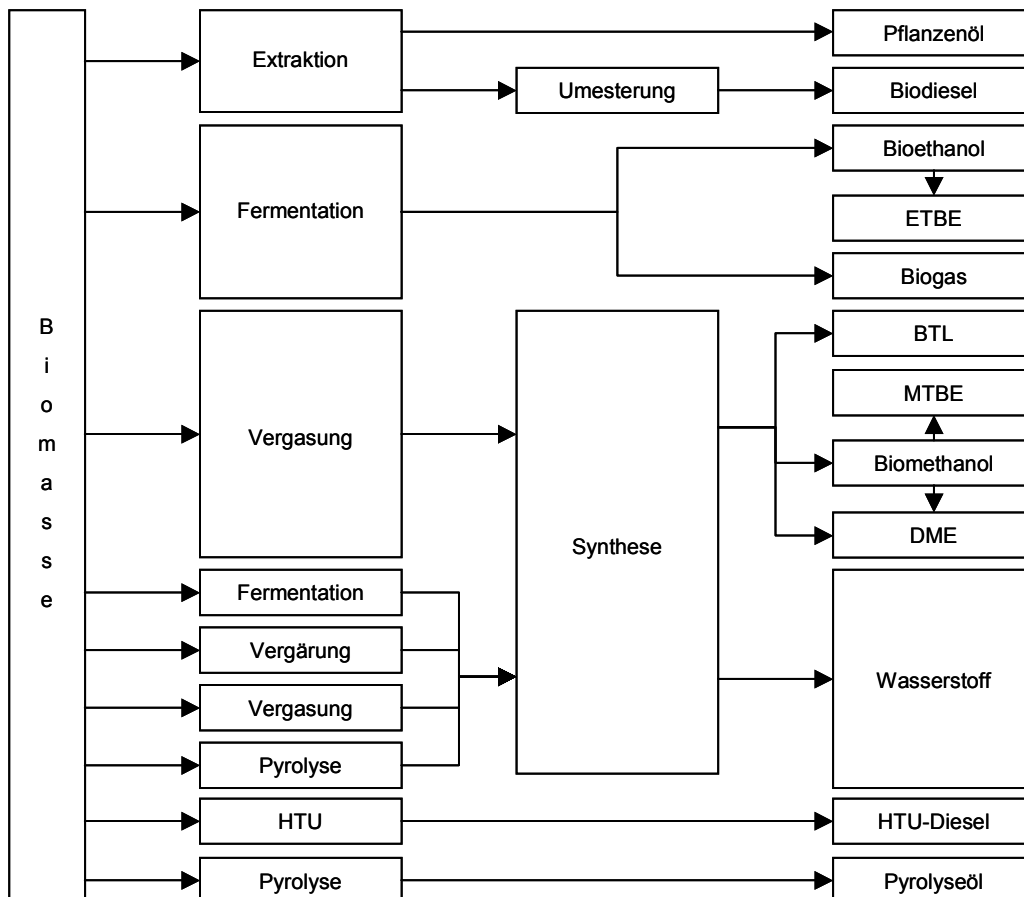 Biomasse
Extraktion
Pflanzenöl
Umesterung
Biodiesel
Fermentation
Bioethanol
ETBE
Biogas
Vergasung
Synthese
BTL
MTBE
Biomethanol
DME
Fermentation
Vergärung
Vergasung
Pyrolyse
Wasserstoff
HTU
HTU-Diesel
Pyrolyse
Pyrolyseöl